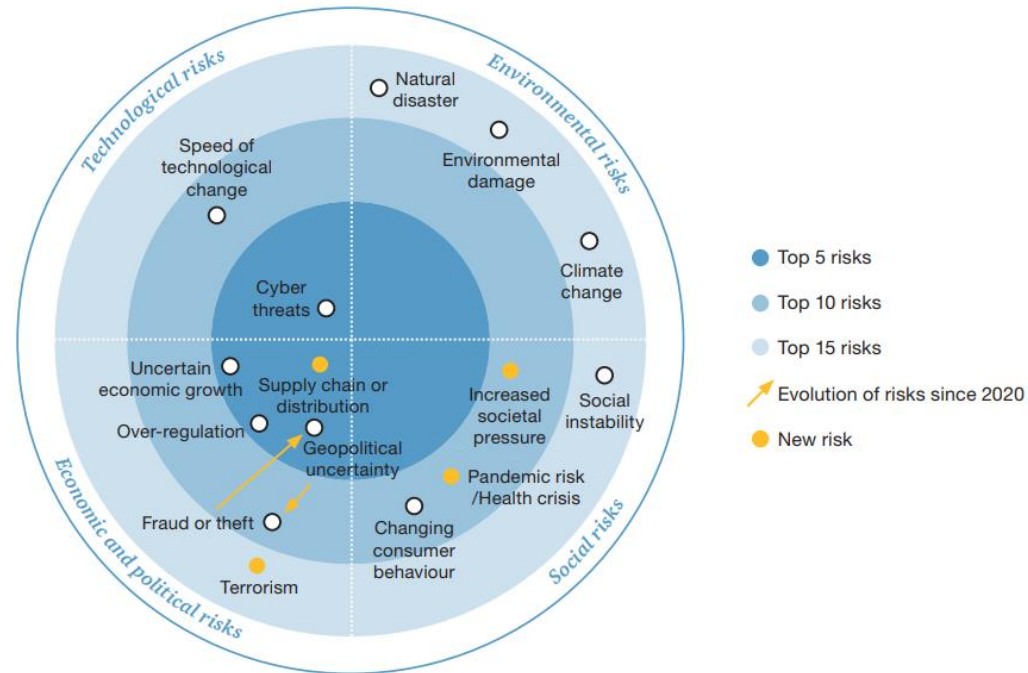 Technological risks
Environmental risks
Natural
disaster
Environmental
damage
Speed of
technological
change
Climate
change
Cyber
threats
Uncertain
economic growth
Supply chain or
distribution
Over-regulation
Geopolitical
uncertainty
Fraud or theft
Terrorism
Increased
societal
pressure
Social
instability
Pandemic risk
/Health crisis
Changing
consumer
behaviour
Economic and political risks
Social risks
Top 5 risks
Top 10 risks
Top 15 risks
Evolution of risks since 2020
New risk